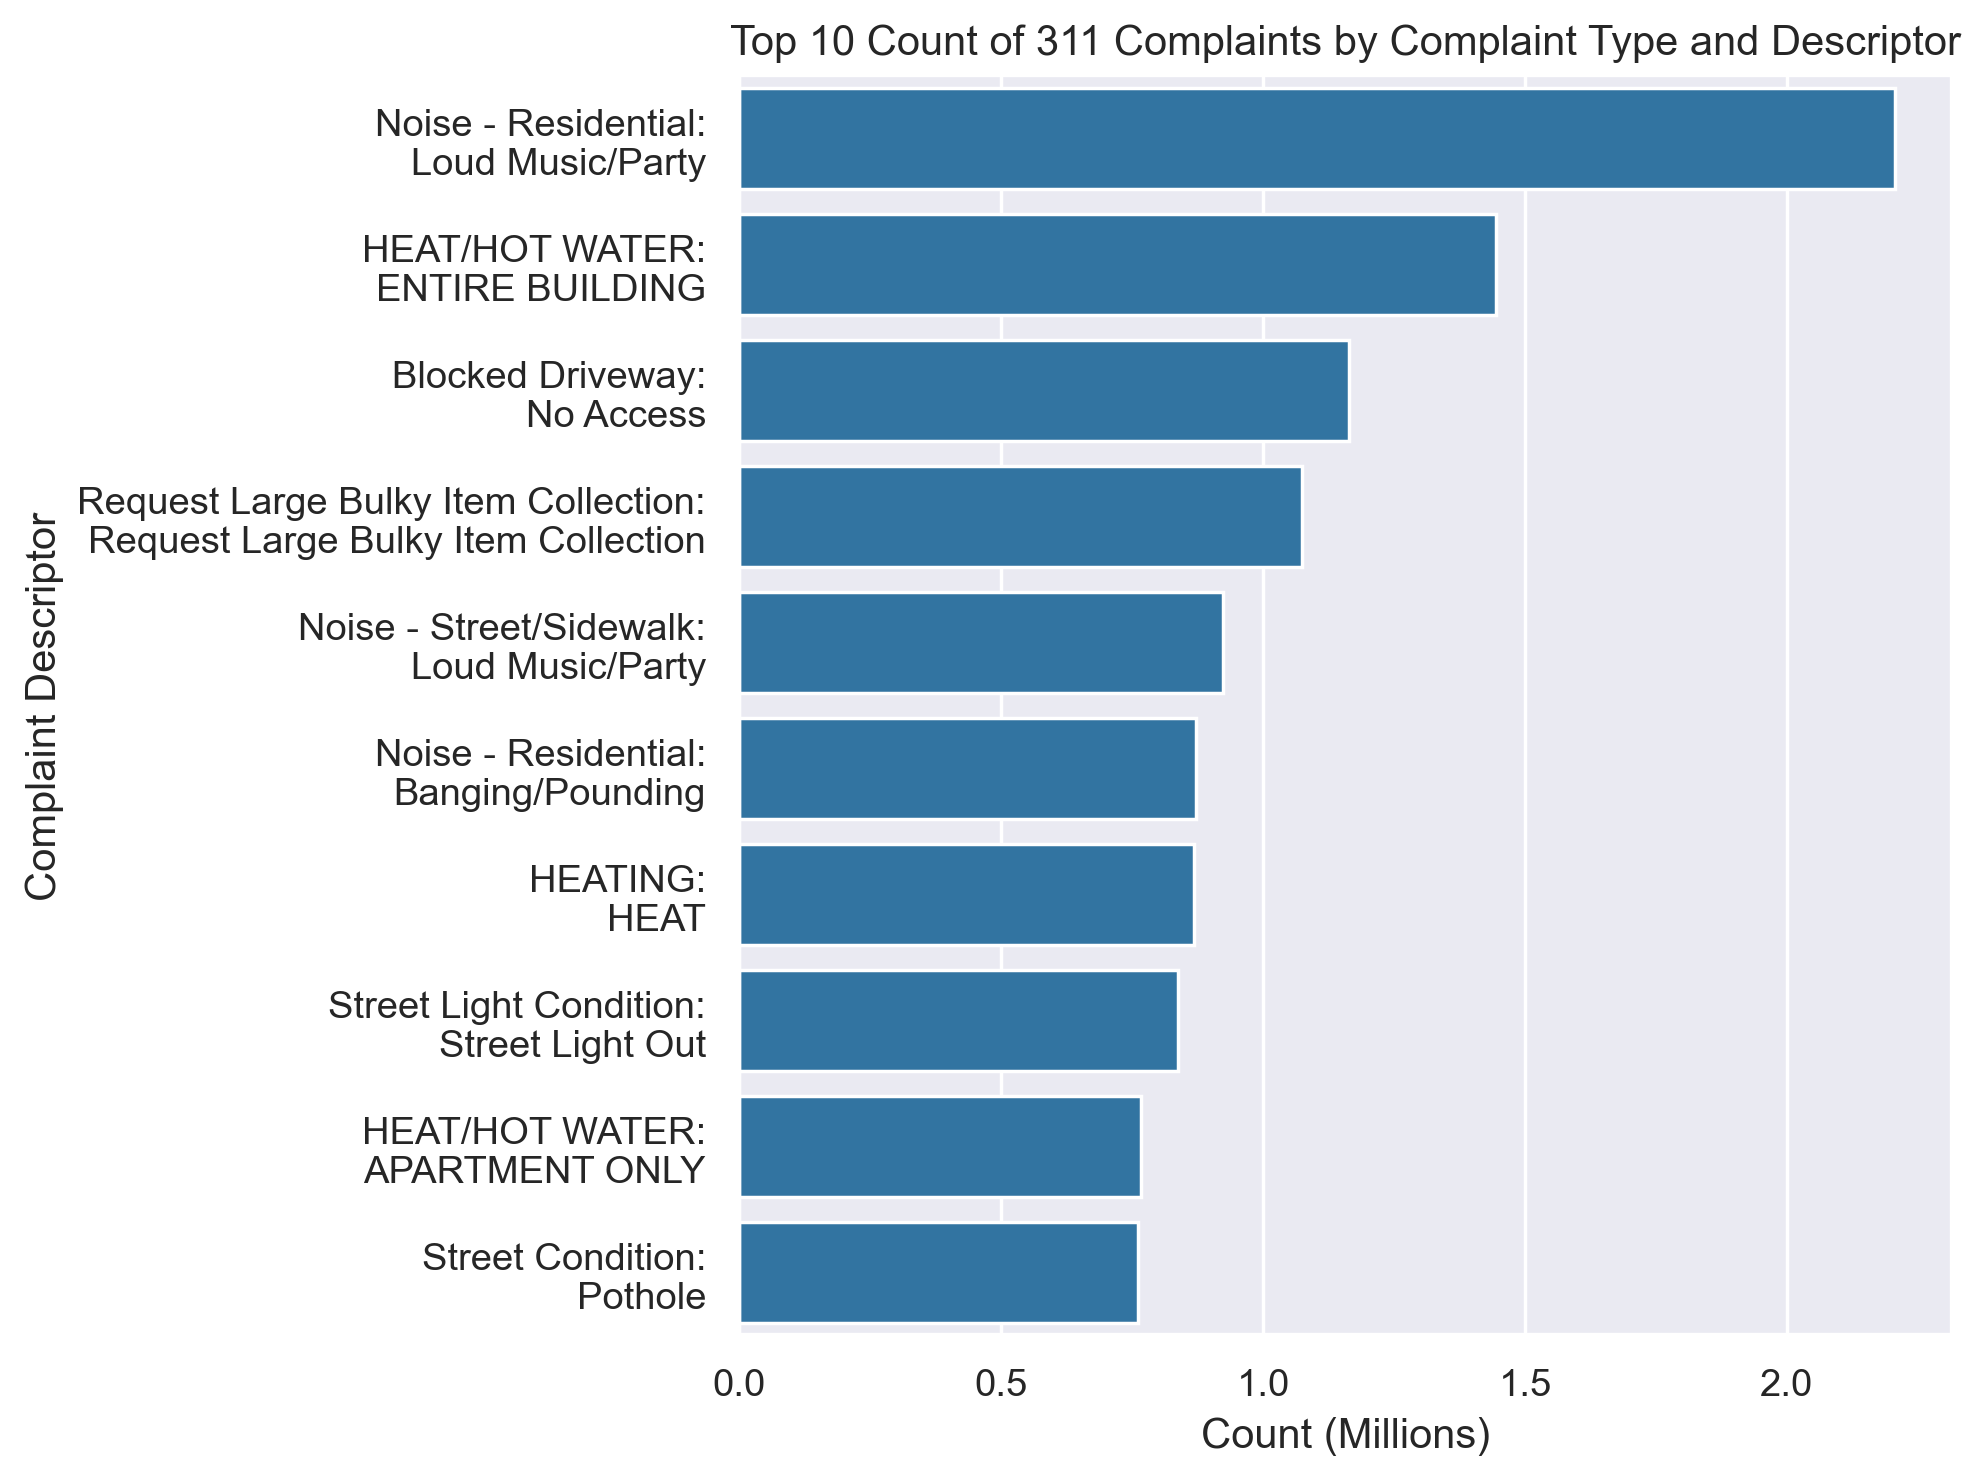 Top 10 Count of 311 Complaints by Complaint Type and Descriptor
Complaint Descriptor
Noise - Residential:
Loud Music/Party
HEAT/HOT WATER:
ENTIRE BUILDING
Blocked Driveway:
No Access
Request Large Bulky Item Collection:
Request Large Bulky Item Collection
Noise - Street/Sidewalk:
Loud Music/Party
Noise - Residential:
Banging/Pounding
HEATING:
HEAT
Street Light Condition:
Street Light Out
HEAT/HOT WATER:
APARTMENT ONLY
Street Condition:
Pothole
0.0 0.5 1.0 1.5 2.0
Count (Millions)